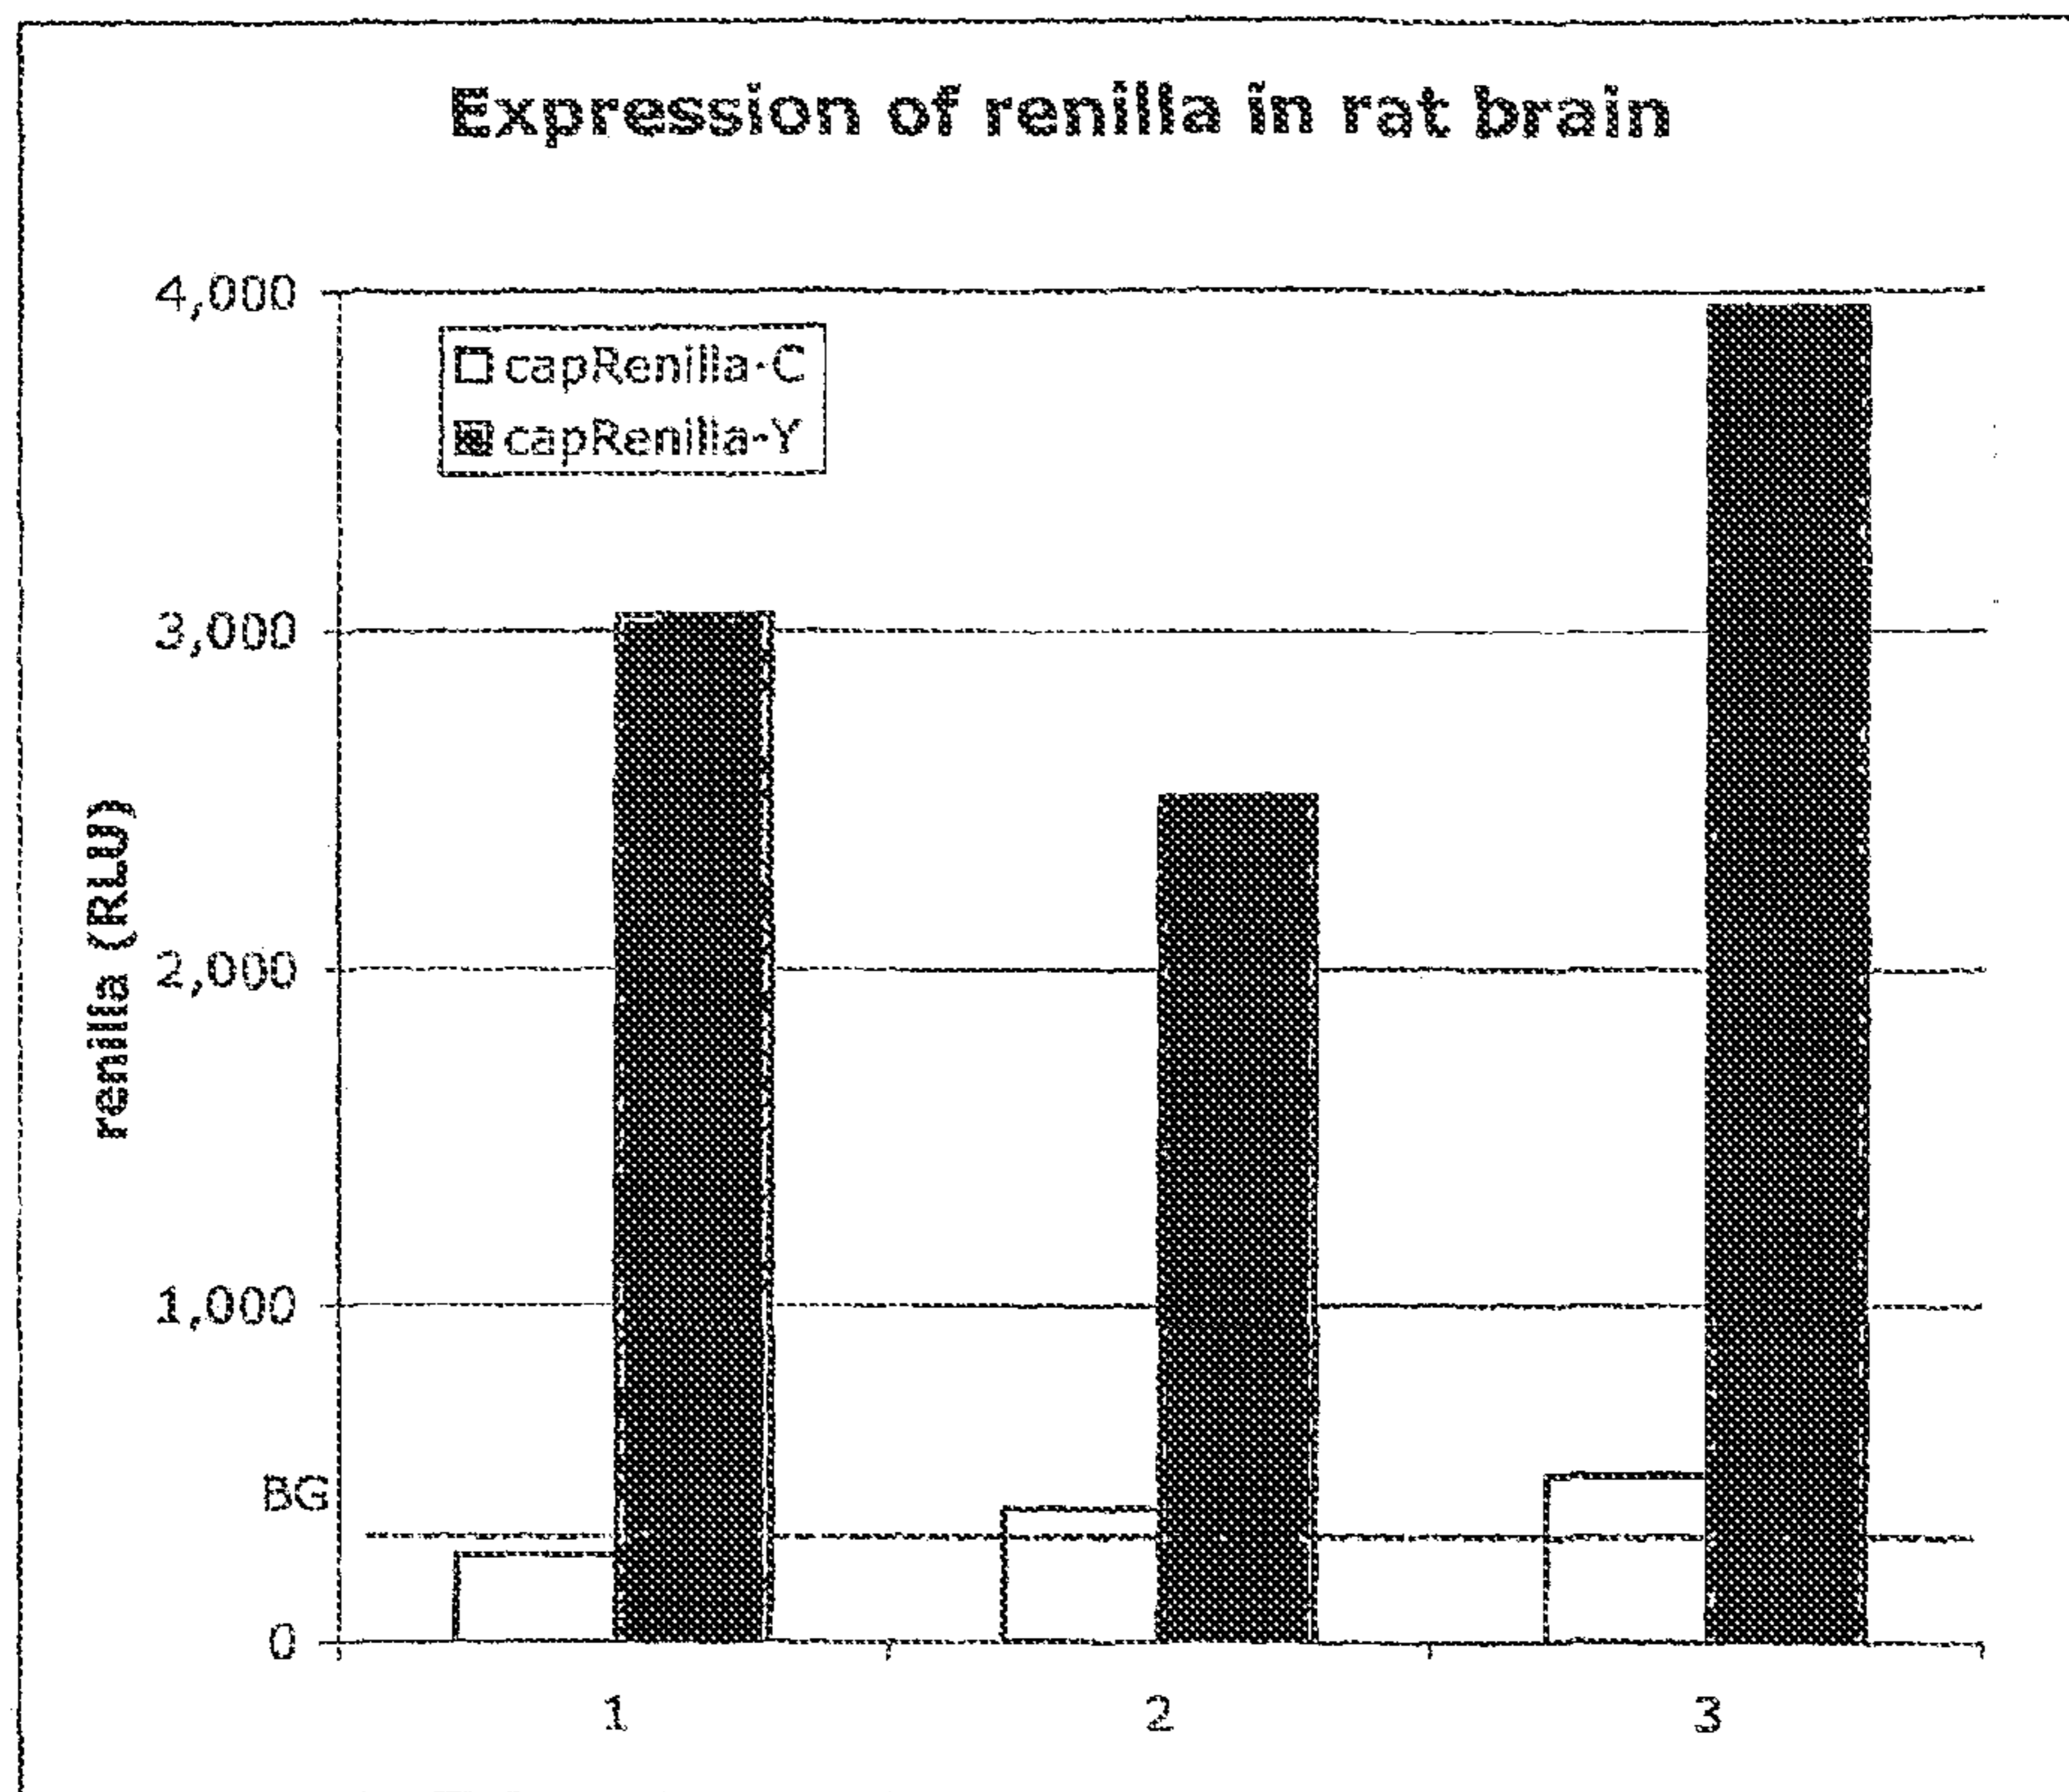 Expression of renilla in rat brain
4,000
capRenilla-C
capRenilla-Y
3,000
2,000
1,000
BG
0
renilla (RLU)
1 2 3